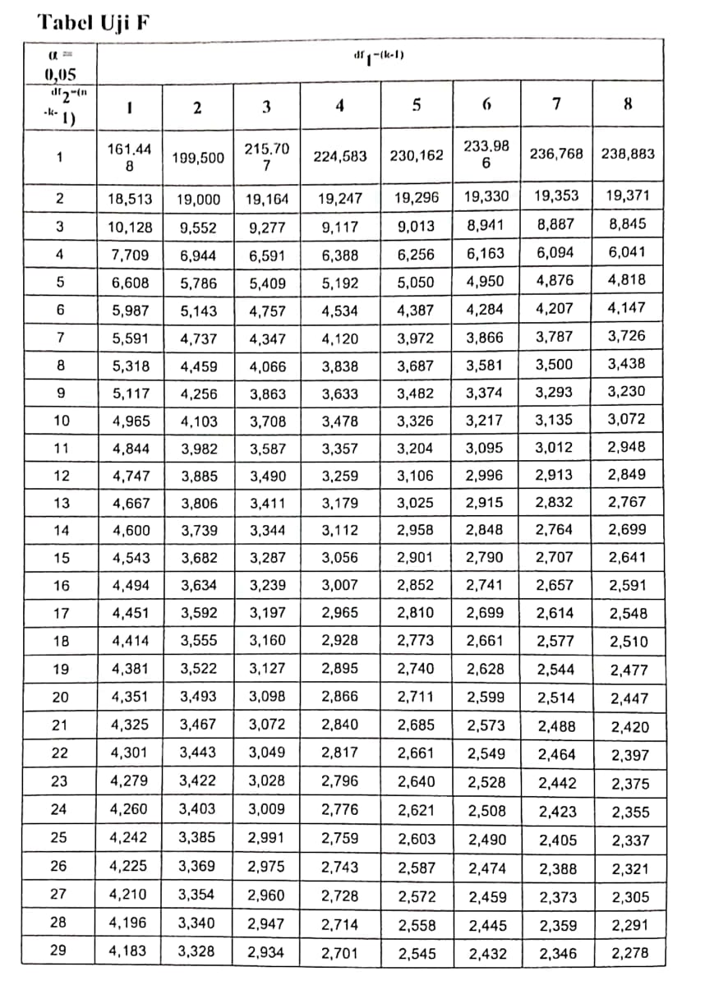 Tabel Uji F
α =
0,05
df1=(k-1)
df2=(n
-k-
1)
1 2 3 4 5 6 7 8
1 161,44
8 199,500 215,70
7 224,583 230,162 233,98
6 236,768 238,883
2 18,513 19,000 19,164 19,247 19,296 19,330 19,353 19,371
3 10,128 9,552 9,277 9,117 9,013 8,941 8,887 8,845
4 7,709 6,944 6,591 6,388 6,256 6,163 6,094 6,041
5 6,608 5,786 5,409 5,192 5,050 4,950 4,876 4,818
6 5,987 5,143 4,757 4,534 4,387 4,284 4,207 4,147
7 5,591 4,737 4,347 4,120 3,972 3,866 3,787 3,726
8 5,318 4,459 4,066 3,838 3,687 3,581 3,500 3,438
9 5,117 4,256 3,863 3,633 3,482 3,374 3,293 3,230
10 4,965 4,103 3,708 3,478 3,326 3,217 3,135 3,072
11 4,844 3,982 3,587 3,357 3,204 3,095 3,012 2,948
12 4,747 3,885 3,490 3,259 3,106 2,996 2,913 2,849
13 4,667 3,806 3,411 3,179 3,025 2,915 2,832 2,767
14 4,600 3,739 3,344 3,112 2,958 2,848 2,764 2,699
15 4,543 3,682 3,287 3,056 2,901 2,790 2,707 2,641
16 4,494 3,634 3,239 3,007 2,852 2,741 2,657 2,591
17 4,451 3,592 3,197 2,965 2,810 2,699 2,614 2,548
18 4,414 3,555 3,160 2,928 2,773 2,661 2,577 2,510
19 4,381 3,522 3,127 2,895 2,740 2,628 2,544 2,477
20 4,351 3,493 3,098 2,866 2,711 2,599 2,514 2,447
21 4,325 3,467 3,072 2,840 2,685 2,573 2,488 2,420
22 4,301 3,443 3,049 2,817 2,661 2,549 2,464 2,397
23 4,279 3,422 3,028 2,796 2,640 2,528 2,442 2,375
24 4,260 3,403 3,009 2,776 2,621 2,508 2,423 2,355
25 4,242 3,385 2,991 2,759 2,603 2,490 2,405 2,337
26 4,225 3,369 2,975 2,743 2,587 2,474 2,388 2,321
27 4,210 3,354 2,960 2,728 2,572 2,459 2,373 2,305
28 4,196 3,340 2,947 2,714 2,558 2,445 2,359 2,291
29 4,183 3,328 2,934 2,701 2,545 2,432 2,346 2,278